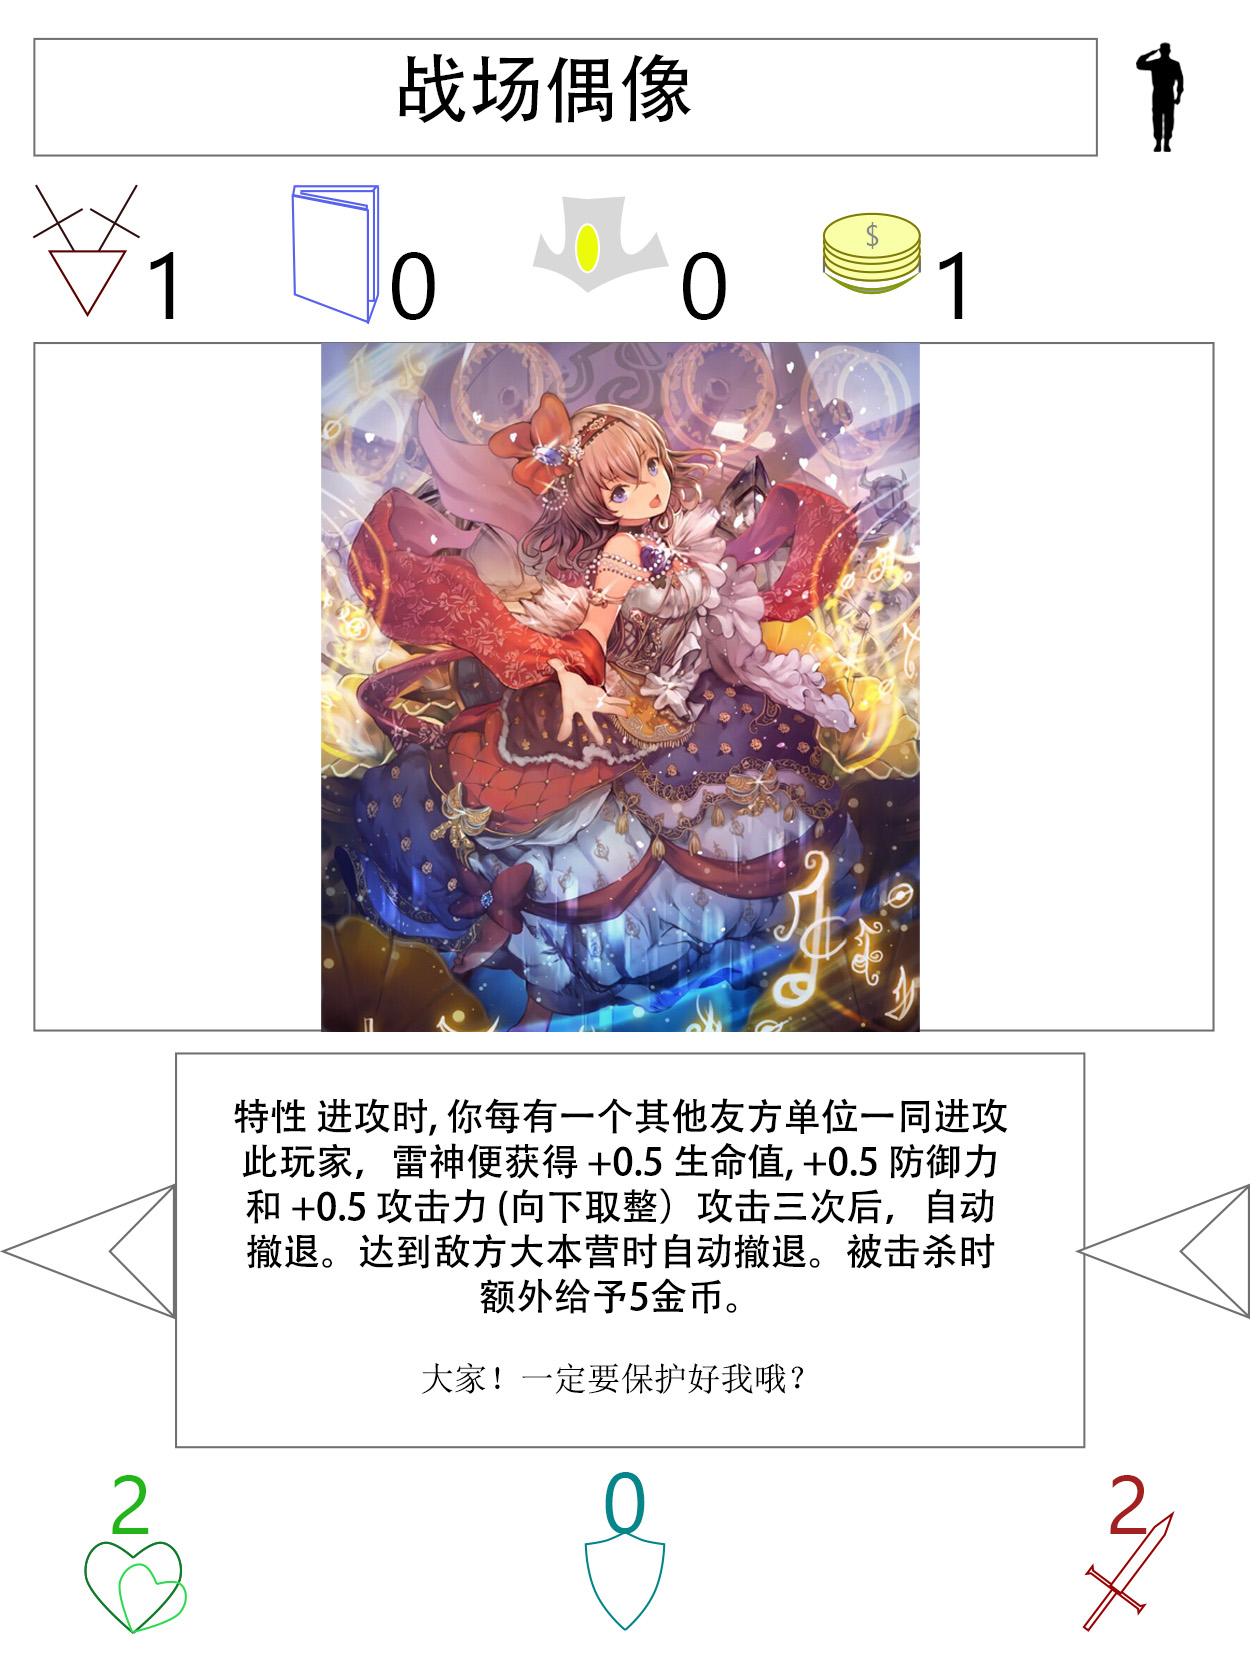 战场偶像
1 0 0 $ 1
特性 进攻时, 你每有一个其他友方单位一同进攻
此玩家，雷神便获得 +0.5 生命值, +0.5 防御力
和 +0.5 攻击力 (向下取整）攻击三次后，自动
撤退。达到敌方大本营时自动撤退。被击杀时
额外给予5金币。
大家！一定要保护好我哦？
2 0 2